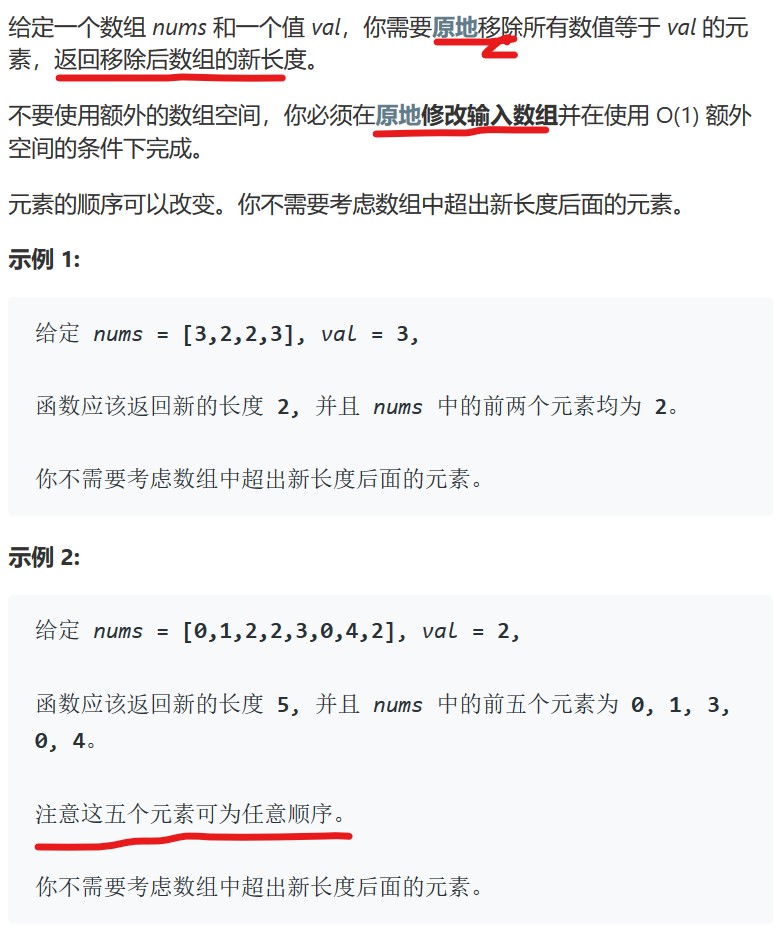 给定一个数组 nums 和一个值 val，你需要原地移除所有数值等于 val 的元
素，返回移除后数组的新长度。
不要使用额外的数组空间，你必须在原地修改输入数组并在使用 O(1) 额外
空间的条件下完成。
元素的顺序可以改变。你不需要考虑数组中超出新长度后面的元素。
示例 1:
给定 nums = [3,2,2,3], val = 3,
函数应该返回新的长度 2, 并且 nums 中的前两个元素均为 2。
你不需要考虑数组中超出新长度后面的元素。
示例 2:
给定 nums = [0,1,2,2,3,0,4,2], val = 2,
函数应该返回新的长度 5, 并且 nums 中的前五个元素为 0, 1, 3,
0, 4。
注意这五个元素可为任意顺序。
你不需要考虑数组中超出新长度后面的元素。